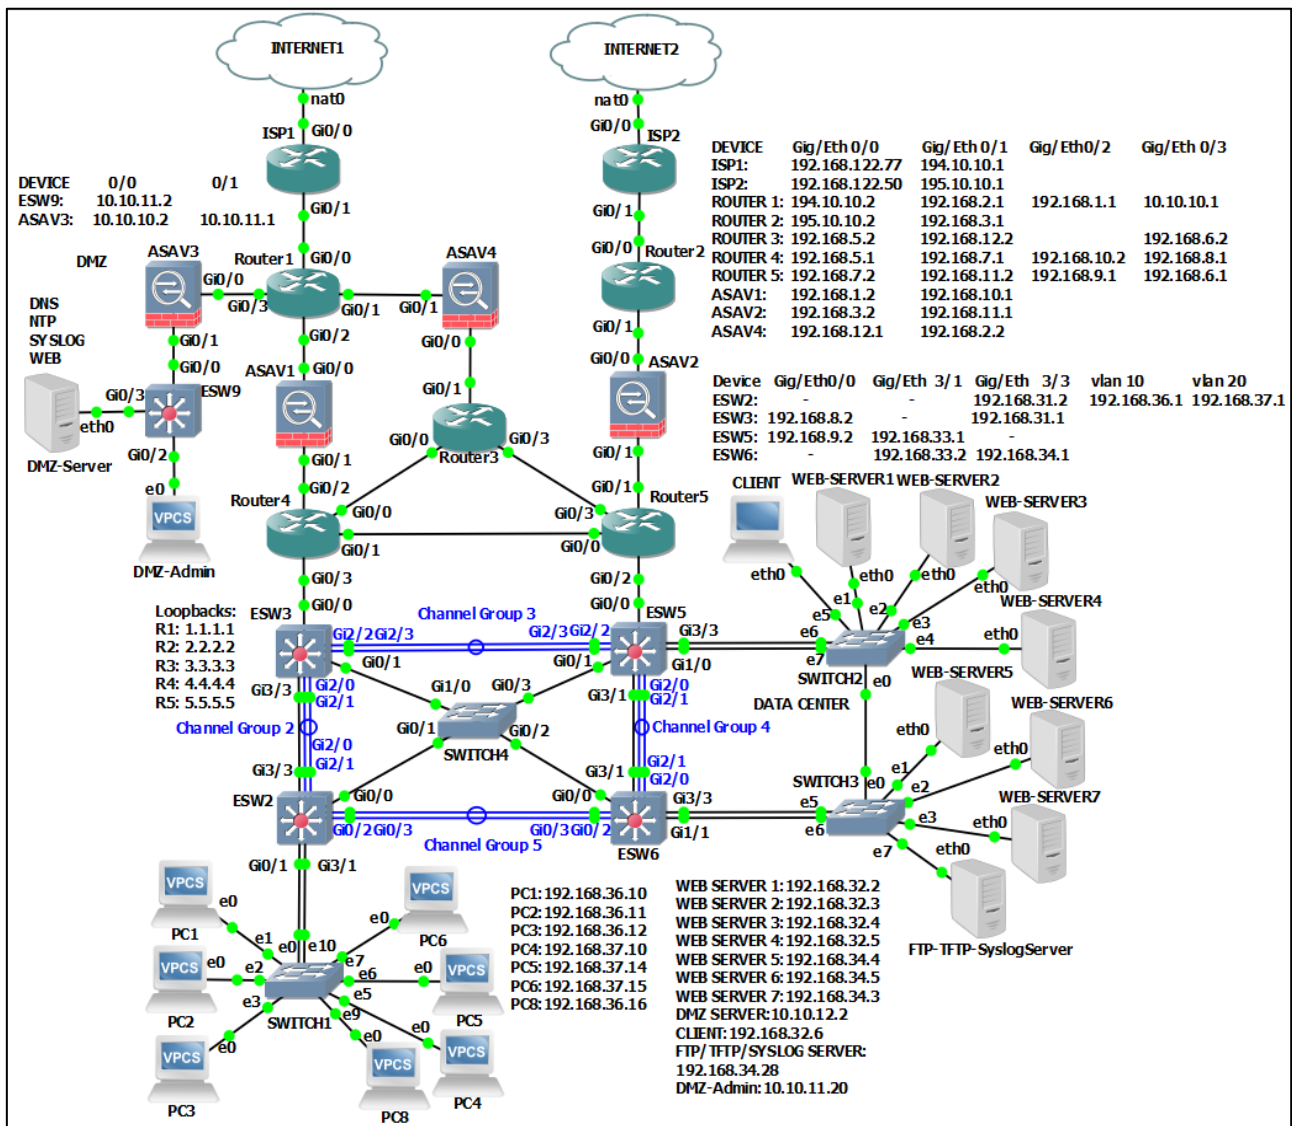 INTERNET1
INTERNET2
nat0
nat0
Gi0/0
ISP1
Gi0/0
ISP2
DEVICE Gig/Eth 0/0 Gig/Eth 0/1 Gig/Eth0/2 Gig/Eth 0/3
ISP1: 192.168.122.77 194.10.10.1
ISP2: 192.168.122.50 195.10.10.1
ROUTER 1: 194.10.10.2 192.168.2.1 192.168.1.1 10.10.10.1
ROUTER 2: 195.10.10.2 192.168.3.1
ROUTER 3: 192.168.5.2 192.168.12.2 192.168.6.2
ROUTER 4: 192.168.5.1 192.168.7.1 192.168.10.2 192.168.8.1
ROUTER 5: 192.168.7.2 192.168.11.2 192.168.9.1 192.168.6.1
ASAV1: 192.168.1.2 192.168.10.1
ASAV2: 192.168.3.2 192.168.11.1
ASAV4: 192.168.12.1 192.168.2.2
DEVICE 0/0 0/1
ESW9: 10.10.11.2
ASAV3: 10.10.10.2 10.10.11.1
Gi0/1
Gi0/1
Gi0/0
Router2
DMZ
ASAV3
Router1
Gi0/0
ASAV4
Gi0/0
Gi0/3
Gi0/1
Gi0/1
DNS
NTP
SYSLOG
WEB
Gi0/1
Gi0/2
Gi0/0
Gi0/1
Gi0/0
ASAV2
Gi0/0
ESW9
ASAV1
Gi0/0
Gi0/1
Gi0/3
eth0
DMZ-Server
Gi0/2
e0
DMZ-Admin
VPCS
Device Gig/Eth0/0 Gig/Eth 3/1 Gig/Eth 3/3 vlan 10 vlan 20
ESW2: - - 192.168.31.2 192.168.36.1 192.168.37.1
ESW3: 192.168.8.2 - 192.168.31.1
ESW5: 192.168.9.2 192.168.33.1 -
ESW6: - 192.168.33.2 192.168.34.1
Gi0/0
Gi0/3
Router3
Gi0/1
Gi0/1
Gi0/2
Gi0/1
Router4
Router5
Gi0/0
Gi0/3
Gi0/1
Gi0/0
Gi0/3
Gi0/2
Gi0/0
Gi0/0
CLIENT
WEB-SERVER1
WEB-SERVER2
WEB-SERVER3
eth0
eth0
eth0
eth0
WEB-SERVER4
eth0
e5
e1
e2
e3
e4
e6
e7
e0
SWITCH2
DATA CENTER
Loopbacks:
R1: 1.1.1.1
R2: 2.2.2.2
R3: 3.3.3.3
R4: 4.4.4.4
R5: 5.5.5.5
ESW3
Channel Group 3
ESW5
Gi2/2 Gi2/3
Gi2/3 Gi2/2
Gi3/3
Gi0/1
Gi0/1
Gi1/0
Gi3/3
Gi2/0
Gi2/1
Gi1/0
Gi0/3
Gi3/1
Gi2/0
Gi2/1
Channel Group 2
Gi0/1
Gi0/2
SWITCH4
Channel Group 4
Gi2/0
Gi2/1
Gi3/3
Gi3/1
Gi2/1
Gi2/0
ESW2
Gi0/0
Gi0/0
Gi3/3
Gi0/2 Gi0/3
Gi0/3 Gi0/2
Gi1/1
Channel Group 5
ESW6
WEB-SERVER5
WEB-SERVER6
WEB-SERVER7
eth0
eth0
eth0
eth0
SWITCH3
e0
e1
e2
e3
e5
e6
e7
FTP-TFTP-SyslogServer
Gi0/1
Gi3/1
VPCS
e0
PC1
VPCS
e0
PC2
VPCS
e0
PC3
VPCS
e0
PC6
VPCS
e0
PC5
VPCS
e0
PC4
VPCS
e0
PC8
e1
e0
e10
e2
e7
e6
e3
e5
e9
SWITCH1
PC1: 192.168.36.10
PC2: 192.168.36.11
PC3: 192.168.36.12
PC4: 192.168.37.10
PC5: 192.168.37.14
PC6: 192.168.37.15
PC8: 192.168.36.16
WEB SERVER 1: 192.168.32.2
WEB SERVER 2: 192.168.32.3
WEB SERVER 3: 192.168.32.4
WEB SERVER 4: 192.168.32.5
WEB SERVER 5: 192.168.34.4
WEB SERVER 6: 192.168.34.5
WEB SERVER 7: 192.168.34.3
DMZ SERVER: 10.10.12.2
CLIENT: 192.168.32.6
FTP/TFTP/SYSLOG SERVER:
192.168.34.28
DMZ-Admin: 10.10.11.20